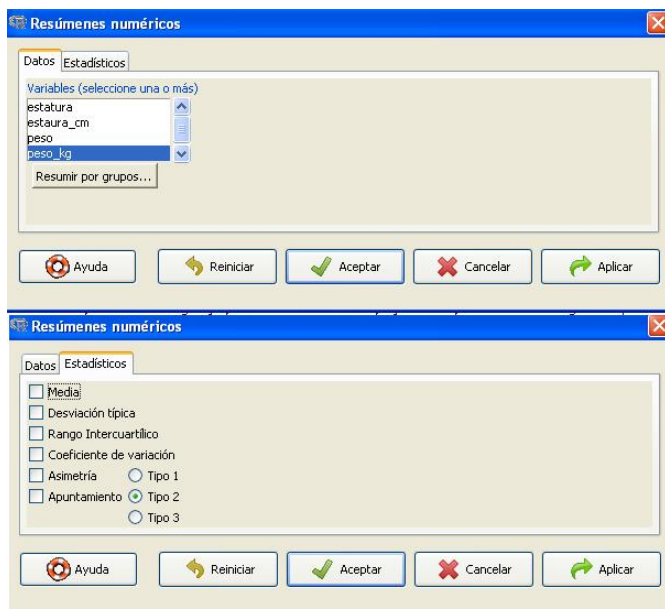 Resúmenes numéricos
Datos Estadísticos
Variables (seleccione una o más)
estatura
estaura_cm
peso
peso_kg
Resumir por grupos...
Ayuda Reiniciar Aceptar Cancelar Aplicar
Resúmenes numéricos
Datos Estadísticos
Media
Desviación típica
Rango Intercuartílico
Coeficiente de variación
Asimetría Tipo 1
Apuntamiento Tipo 2
Tipo 3
Ayuda Reiniciar Aceptar Cancelar Aplicar